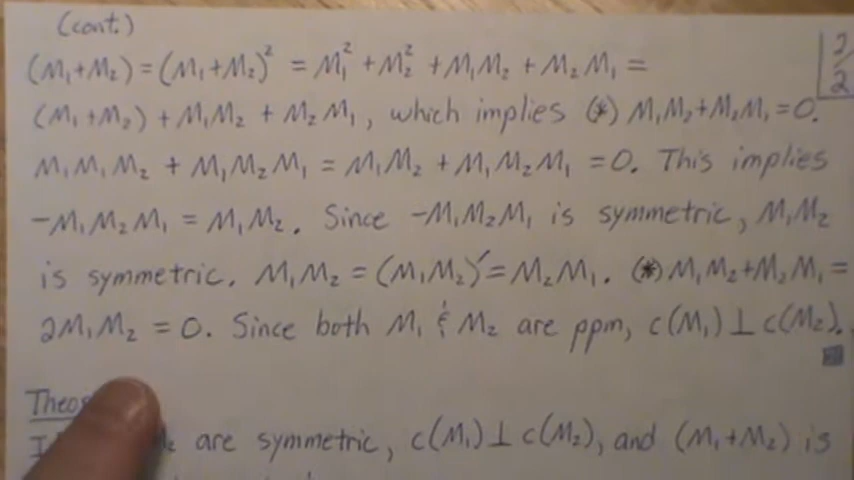 (cont.)
(M₁+M₂) = (M₁+M₂)² = M₁² + M₂² + M₁M₂ + M₂M₁ =
(M₁+M₂) + M₁M₂ + M₂M₁, which implies (*) M₁M₂+M₂M₁=0.
M₁M₁M₂ + M₁M₂M₁ = M₁M₂ + M₁M₂M₁ = 0. This implies
-M₁M₂M₁ = M₁M₂. Since -M₁M₂M₁ is symmetric, M₁M₂
is symmetric. M₁M₂ = (M₁M₂)′ = M₂M₁. (*) M₁M₂+M₂M₁=
2M₁M₂ = 0. Since both M₁ & M₂ are ppm, c(M₁)⊥c(M₂).
2/2
are symmetric, c(M₁)⊥c(M₂), and (M₁+M₂) is